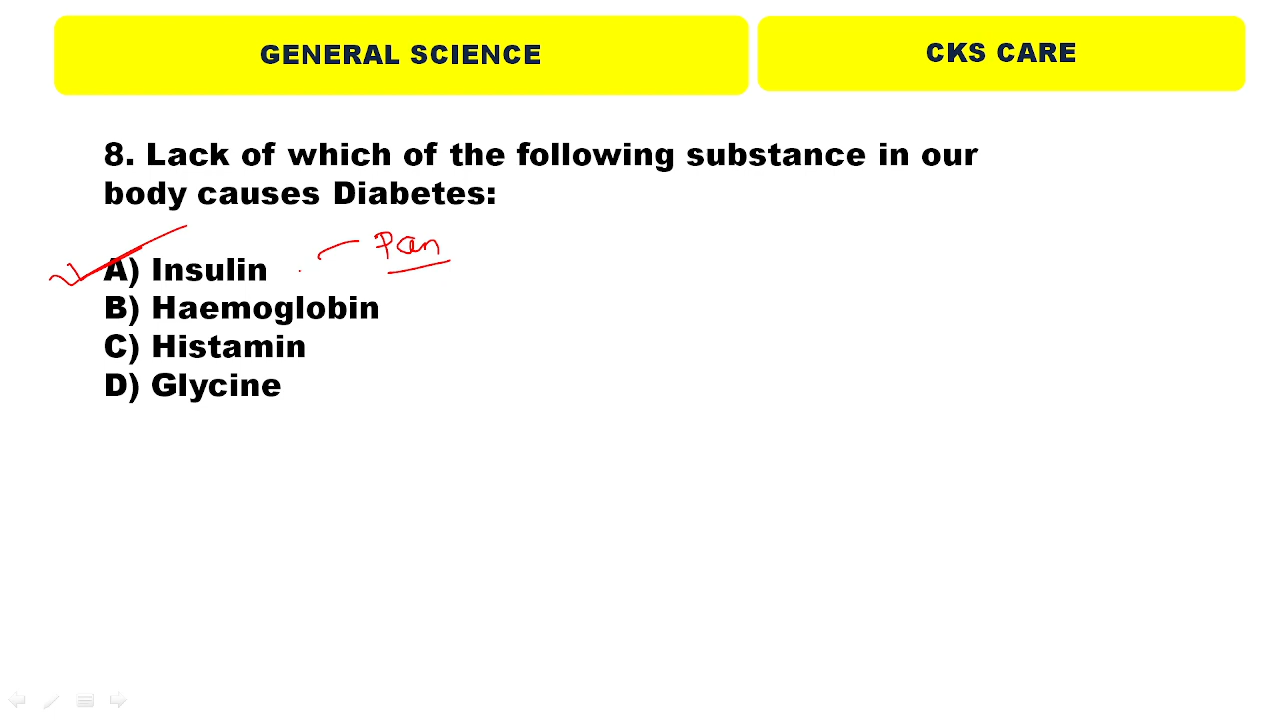 GENERAL SCIENCE
CKS CARE
8. Lack of which of the following substance in our
body causes Diabetes:
Pan
A) Insulin
B) Haemoglobin
C) Histamin
D) Glycine